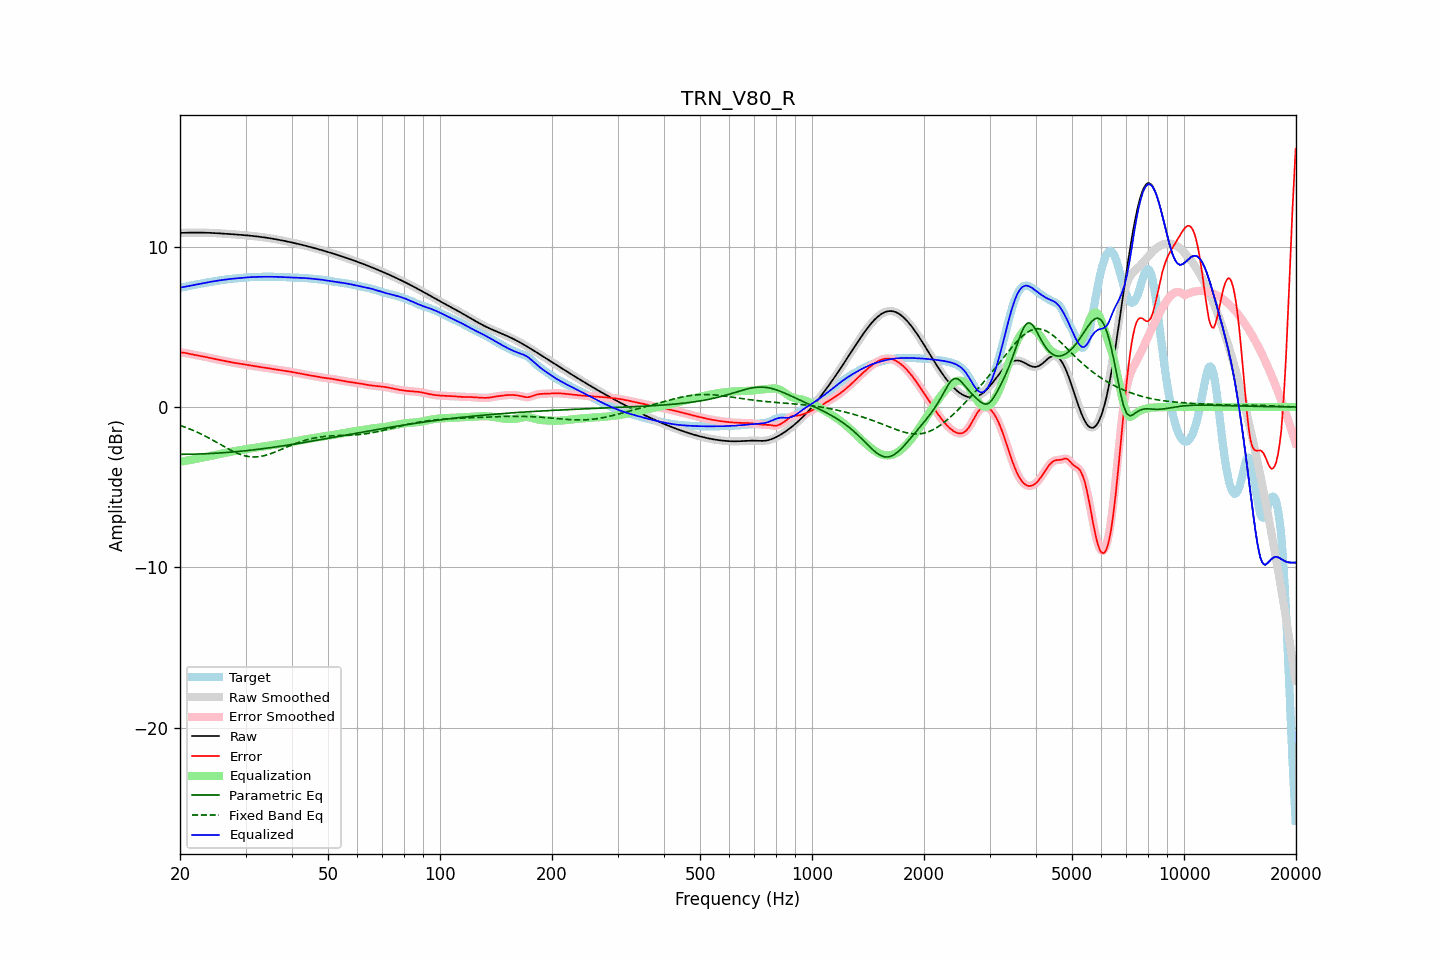 TRN_V80_R
Amplitude (dBr)
10
0
−10
−20
Target
Raw Smoothed
Error Smoothed
Raw
Error
Equalization
Parametric Eq
Fixed Band Eq
Equalized
20
50
100
200
500
1000
2000
5000
10000
20000
Frequency (Hz)